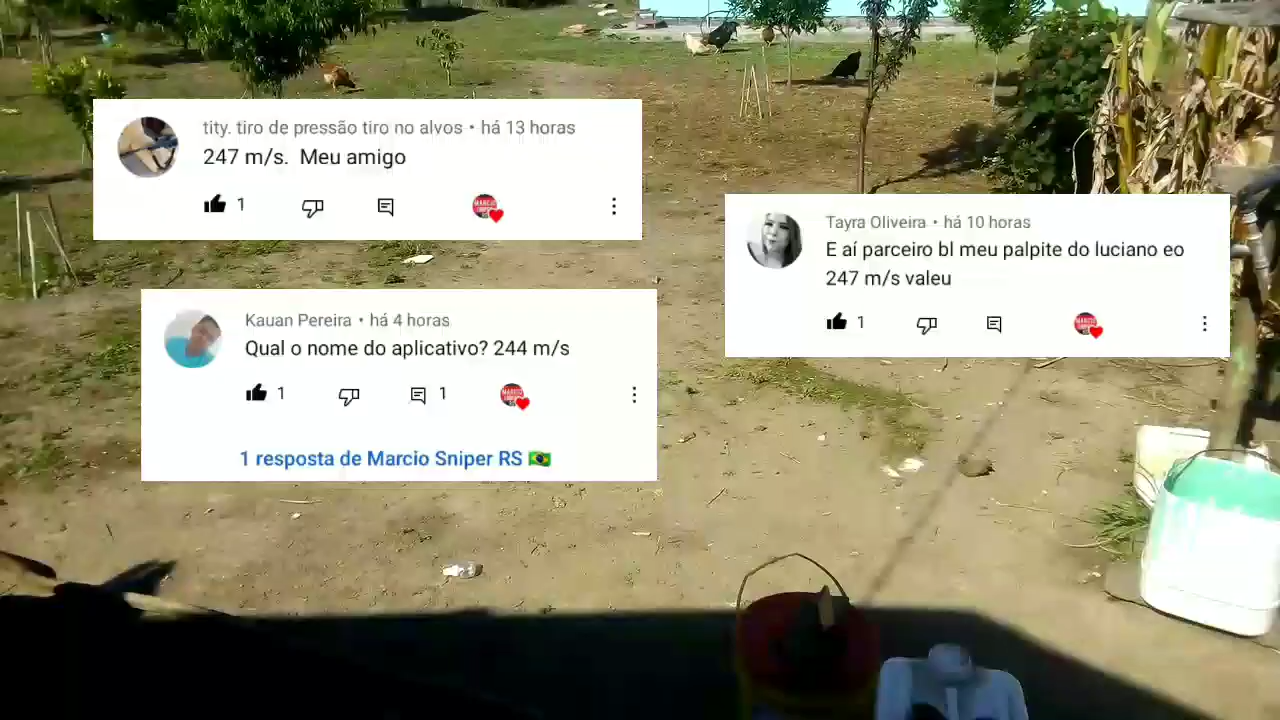 tity. tiro de pressão tiro no alvos • há 13 horas
247 m/s. Meu amigo
1
Tayra Oliveira • há 10 horas
E aí parceiro bl meu palpite do luciano eo
247 m/s valeu
1
Kauan Pereira • há 4 horas
Qual o nome do aplicativo? 244 m/s
1 1
1 resposta de Marcio Sniper RS 🇧🇷